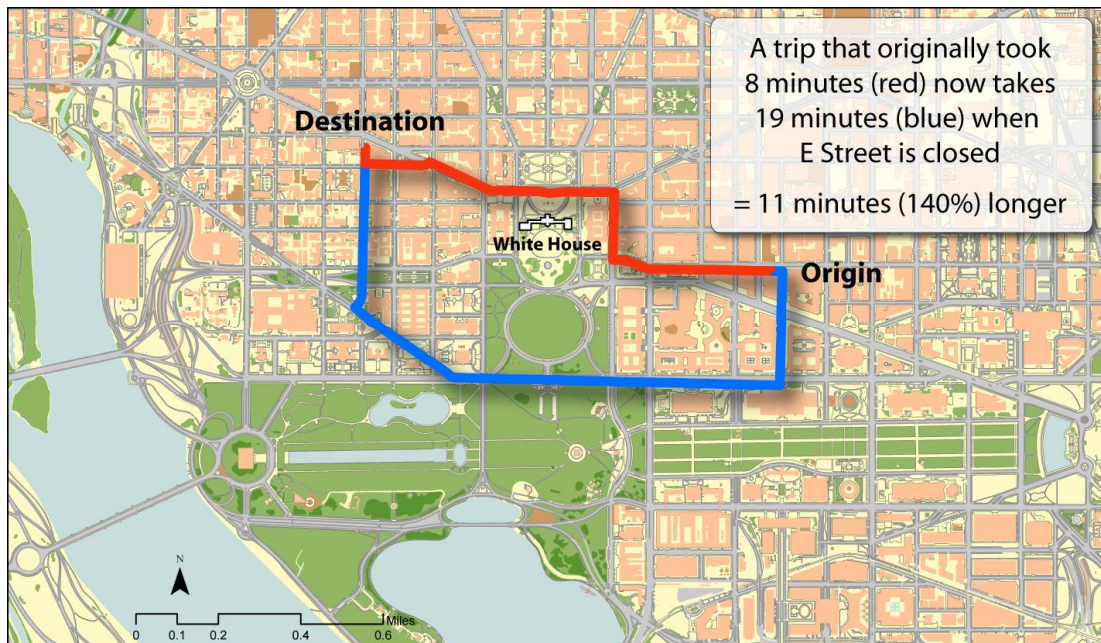 A trip that originally took
8 minutes (red) now takes
19 minutes (blue) when
E Street is closed
= 11 minutes (140%) longer
Destination
White House
Origin
N
Miles
0 0.1 0.2 0.4 0.6